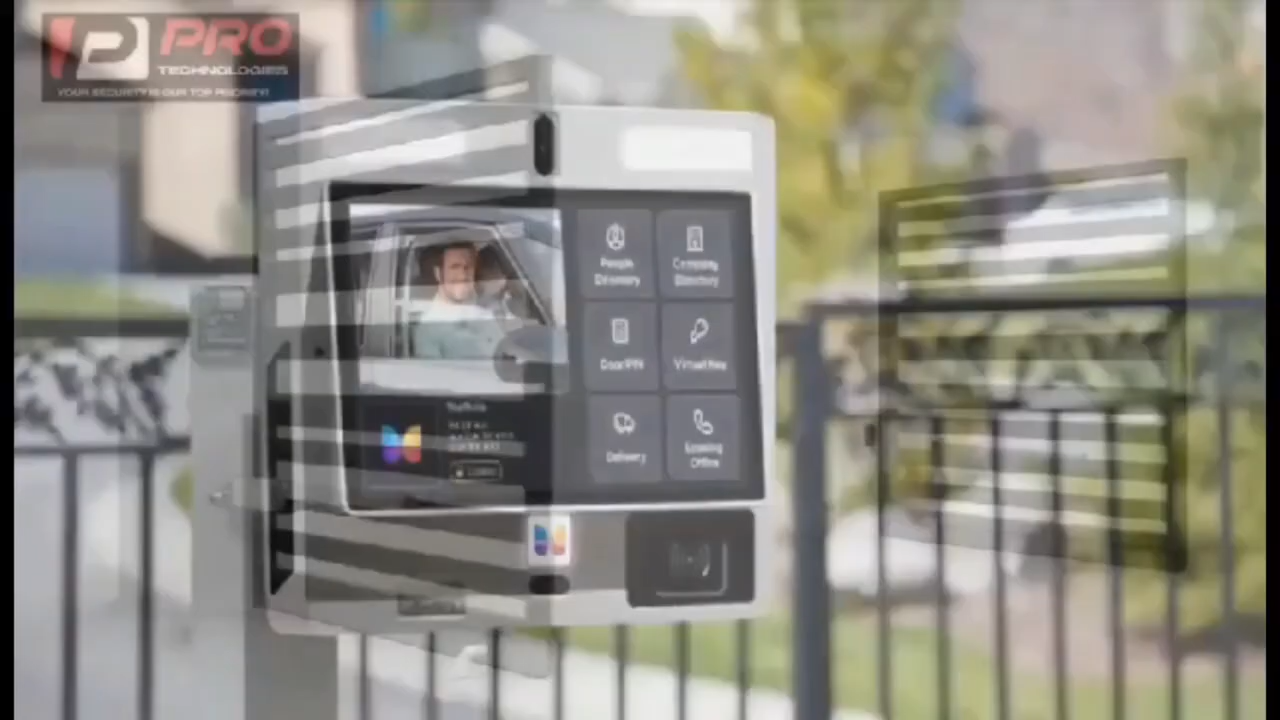 PRO
TECHNOLOGIES
YOUR SECURITY IS OUR TOP PRIORITY!
People
Directory
Company
Directory
Door PIN
Virtual Key
Delivery
Leasing
Office